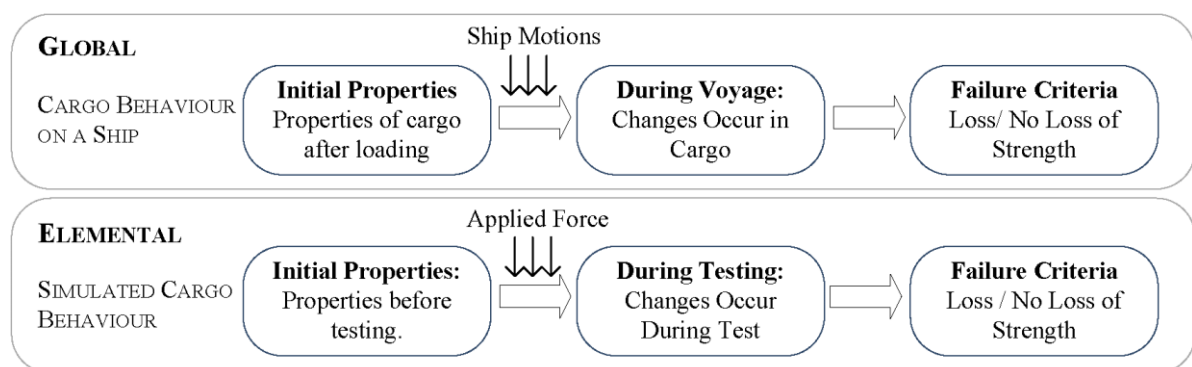 GLOBAL
CARGO BEHAVIOUR
ON A SHIP
Ship Motions
Initial Properties
Properties of cargo
after loading
During Voyage:
Changes Occur in
Cargo
Failure Criteria
Loss/ No Loss of
Strength
ELEMENTAL
SIMULATED CARGO
BEHAVIOUR
Applied Force
Initial Properties:
Properties before
testing.
During Testing:
Changes Occur
During Test
Failure Criteria
Loss / No Loss of
Strength